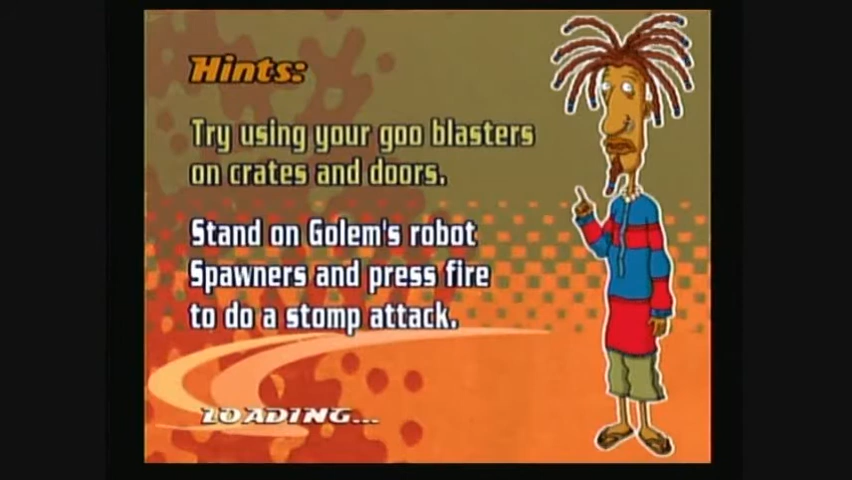 Hints:
Try using your goo blasters
on crates and doors.
Stand on Golem's robot
Spawners and press fire
to do a stomp attack.
LOADING...